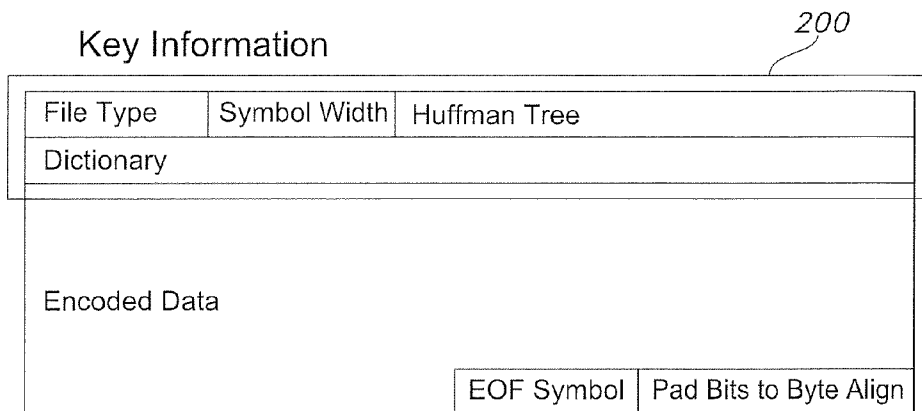 200
Key Information
File Type Symbol Width Huffman Tree
Dictionary
Encoded Data
EOF Symbol Pad Bits to Byte Align